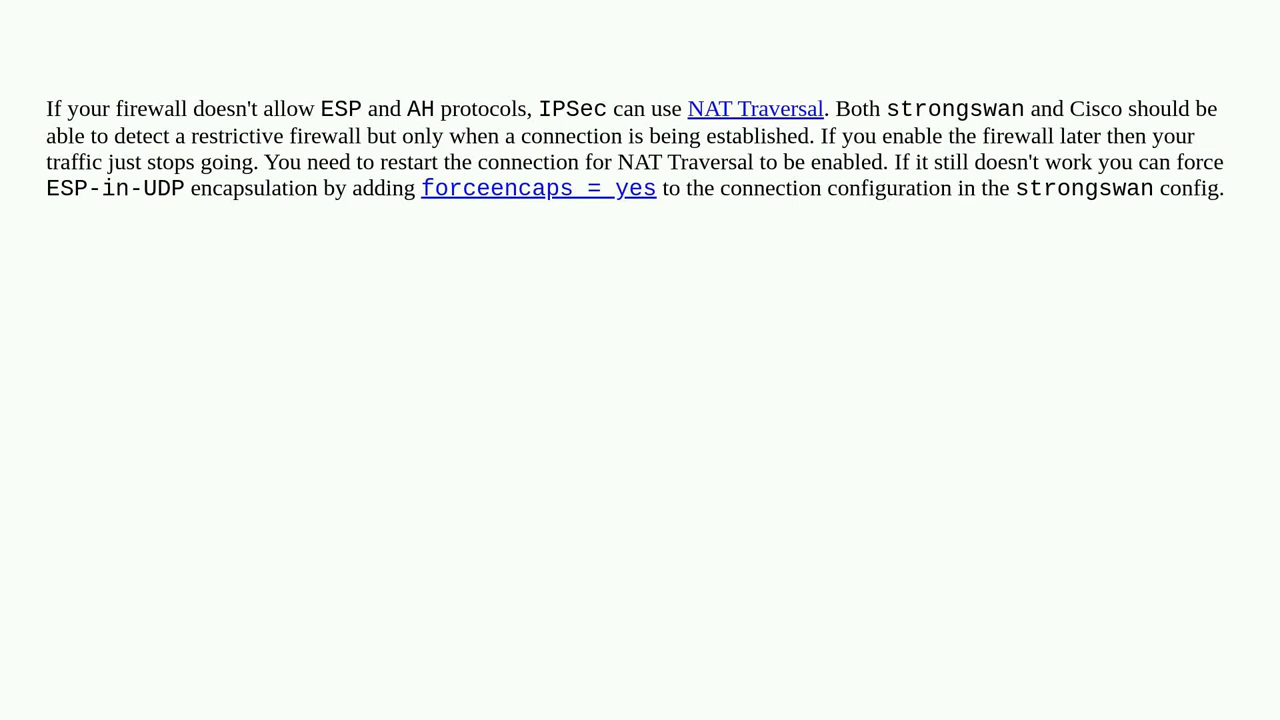 If your firewall doesn't allow ESP and AH protocols, IPSec can use NAT Traversal. Both strongswan and Cisco should be
able to detect a restrictive firewall but only when a connection is being established. If you enable the firewall later then your
traffic just stops going. You need to restart the connection for NAT Traversal to be enabled. If it still doesn't work you can force
ESP-in-UDP encapsulation by adding forceencaps = yes to the connection configuration in the strongswan config.